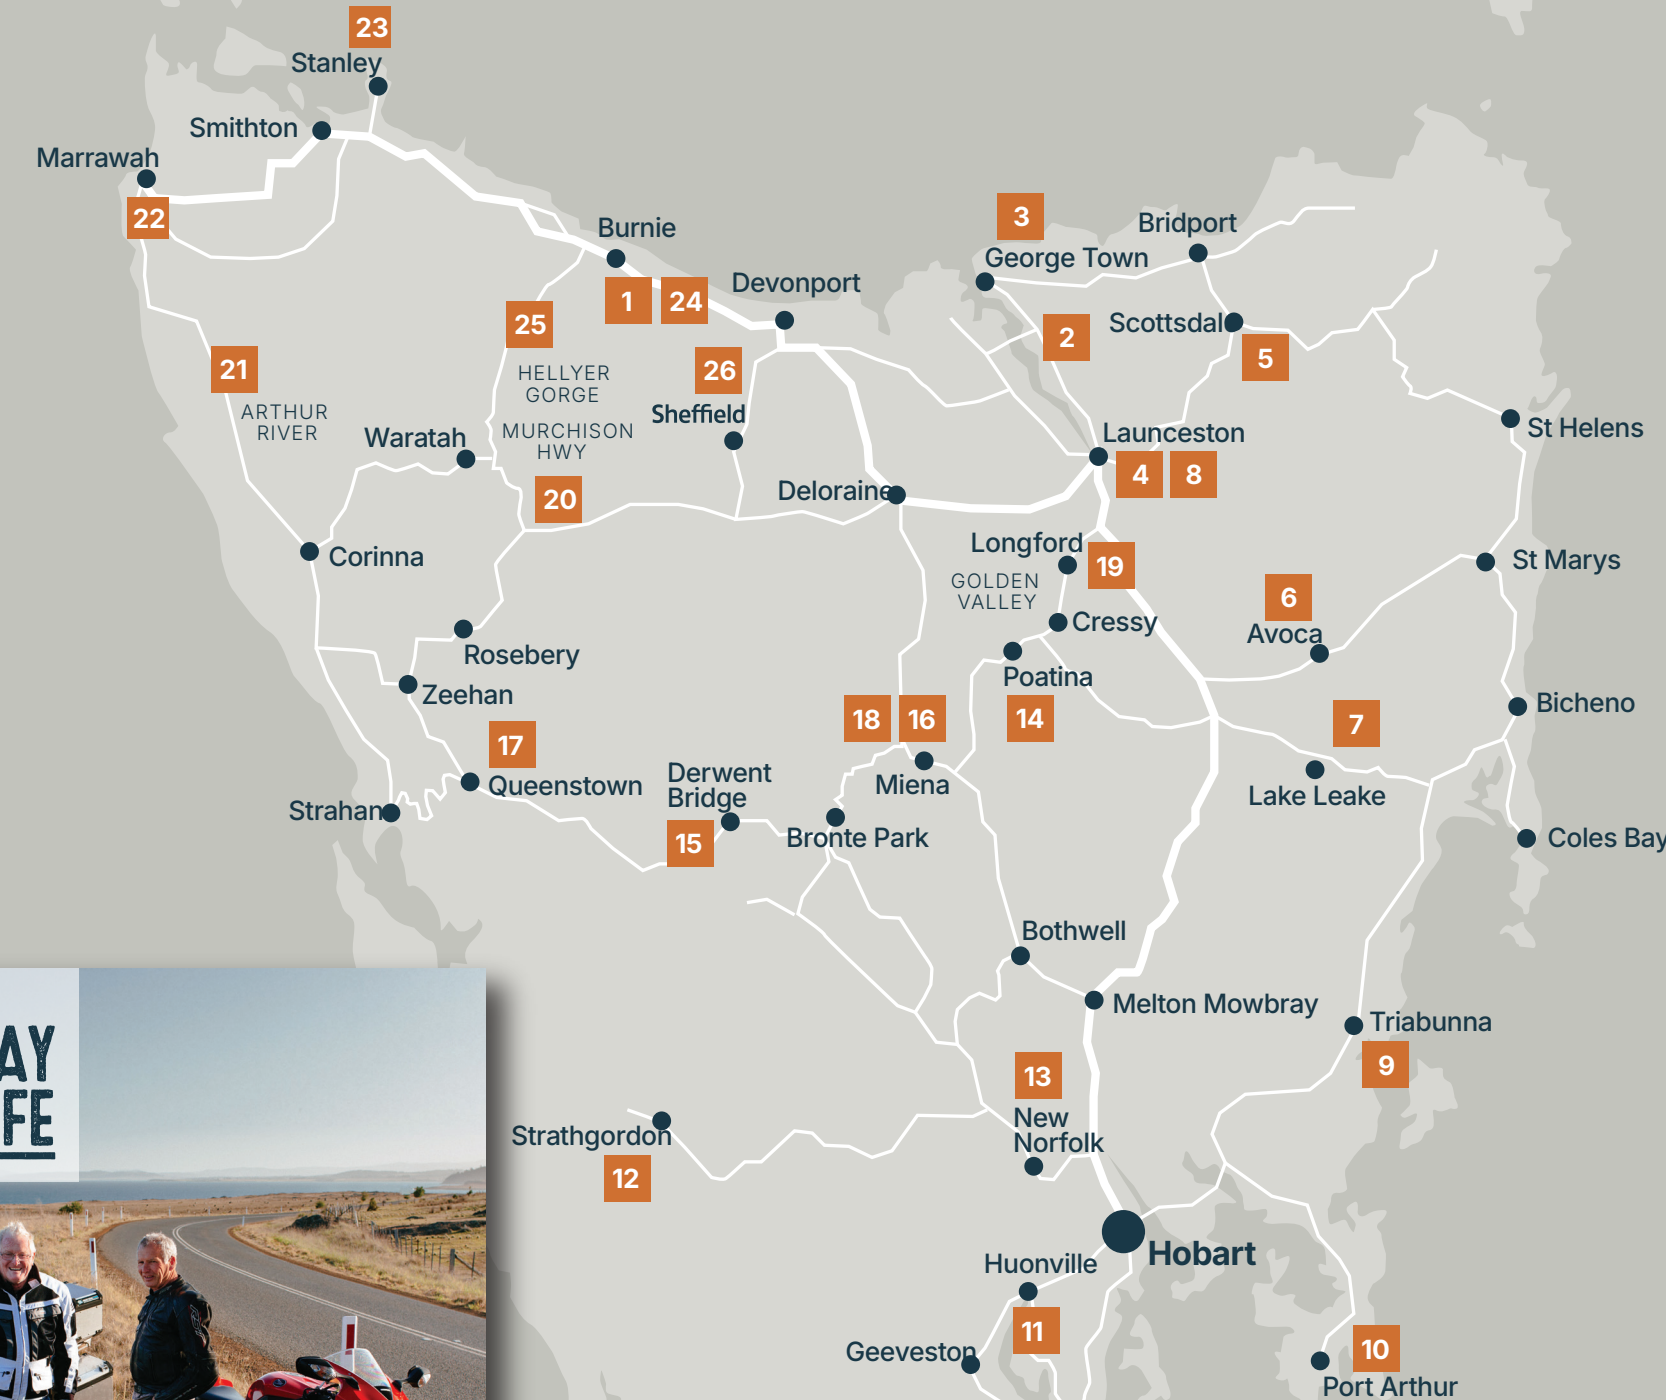 23
Stanley
Smithton
Marrawah
22
Burnie
1 24
Devonport
3
George Town
Bridport
2
Scottsdal
5
25
HELLYER
GORGE
26
Sheffield
21
ARTHUR
RIVER
Waratah
MURCHISON
HWY
20
Launceston
4 8
St Helens
Deloraine
Corinna
Longford
19
GOLDEN
VALLEY
Cressy
St Marys
6
Avoca
Rosebery
Zeehan
Poatina
14
18 16
Miena
Bicheno
7
Lake Leake
17
Queenstown
Strahan
Derwent
Bridge
15
Bronte Park
Coles Bay
Bothwell
Melton Mowbray
Triabunna
9
AY
FE
13
New
Norfolk
Strathgordon
12
Hobart
Huonville
11
Geeveston
10
Port Arthur